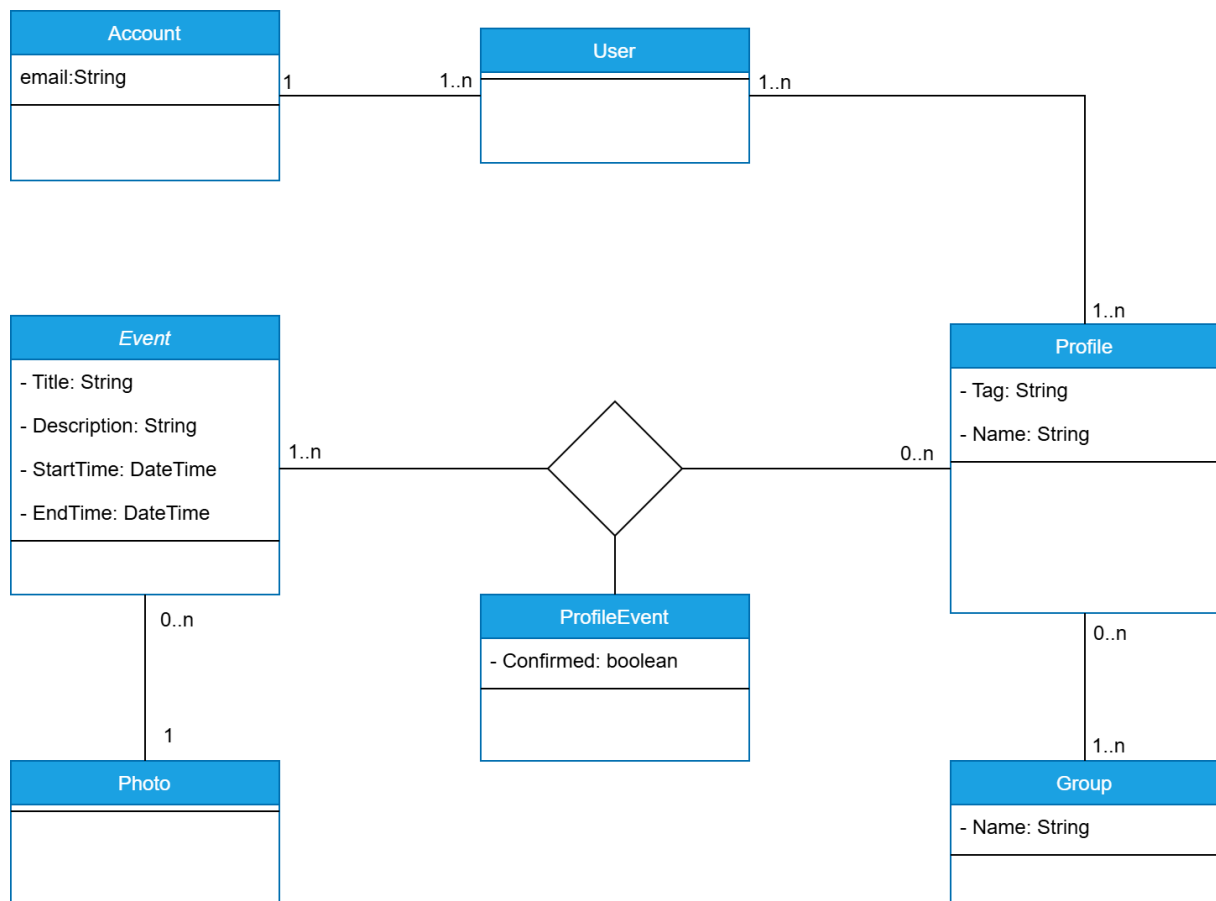 Account
email:String
1
1..n
User
1..n
1..n
Event
- Title: String
- Description: String
- StartTime: DateTime
- EndTime: DateTime
1..n
0..n
Profile
- Tag: String
- Name: String
ProfileEvent
- Confirmed: boolean
0..n
1
Photo
0..n
1..n
Group
- Name: String